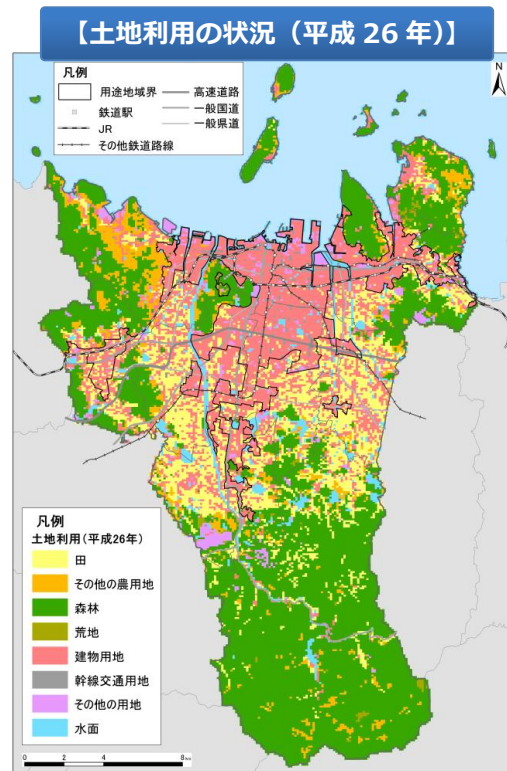 【土地利用の状況（平成 26 年）】
凡例
用途地域界
鉄道駅
JR
その他鉄道路線
高速道路
一般国道
一般県道
N
凡例
土地利用（平成26年）
田
その他の農用地
森林
荒地
建物用地
幹線交通用地
その他の用地
水面
0 2 4 8 km